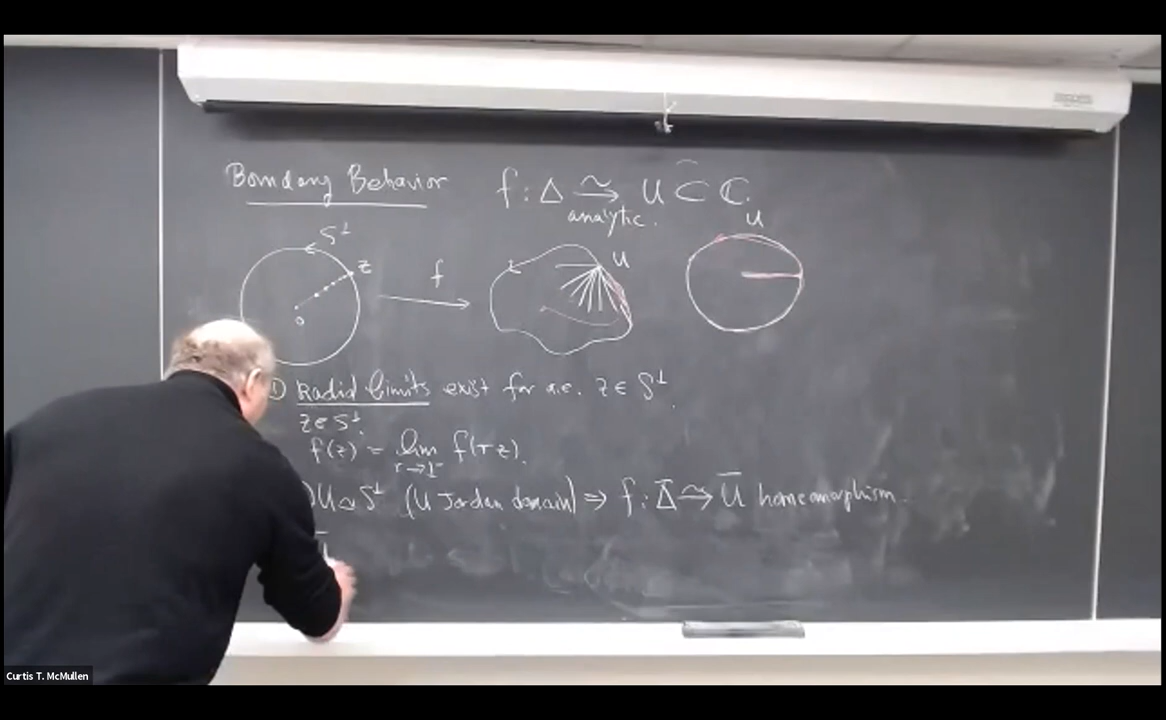 Boundary Behavior f : Δ ⥲ U ⊂ ℂ.
analytic.
S¹
z
f
U
U
0
① Radial limits exist for a.e. z ∈ S¹.
z ∈ S¹.
f(z) = lim f(rz).
r→1⁻
U ≃ S¹ (U Jordan domain) ⇒ f : Δ̅ ⥲ U̅ homeomorphism.
Curtis T. McMullen